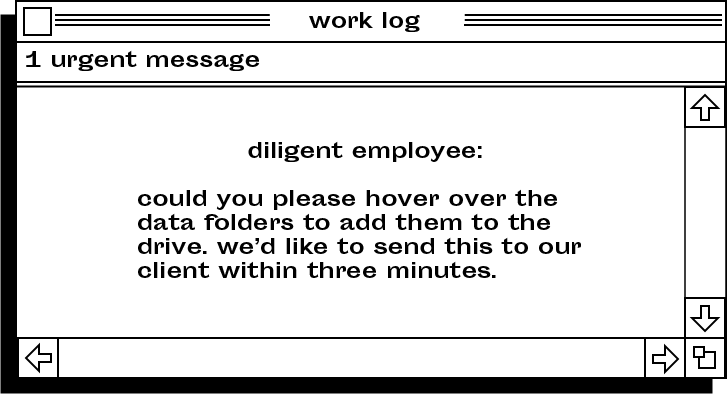 work log
1 urgent message
diligent employee:
could you please hover over the
data folders to add them to the
drive. we’d like to send this to our
client within three minutes.